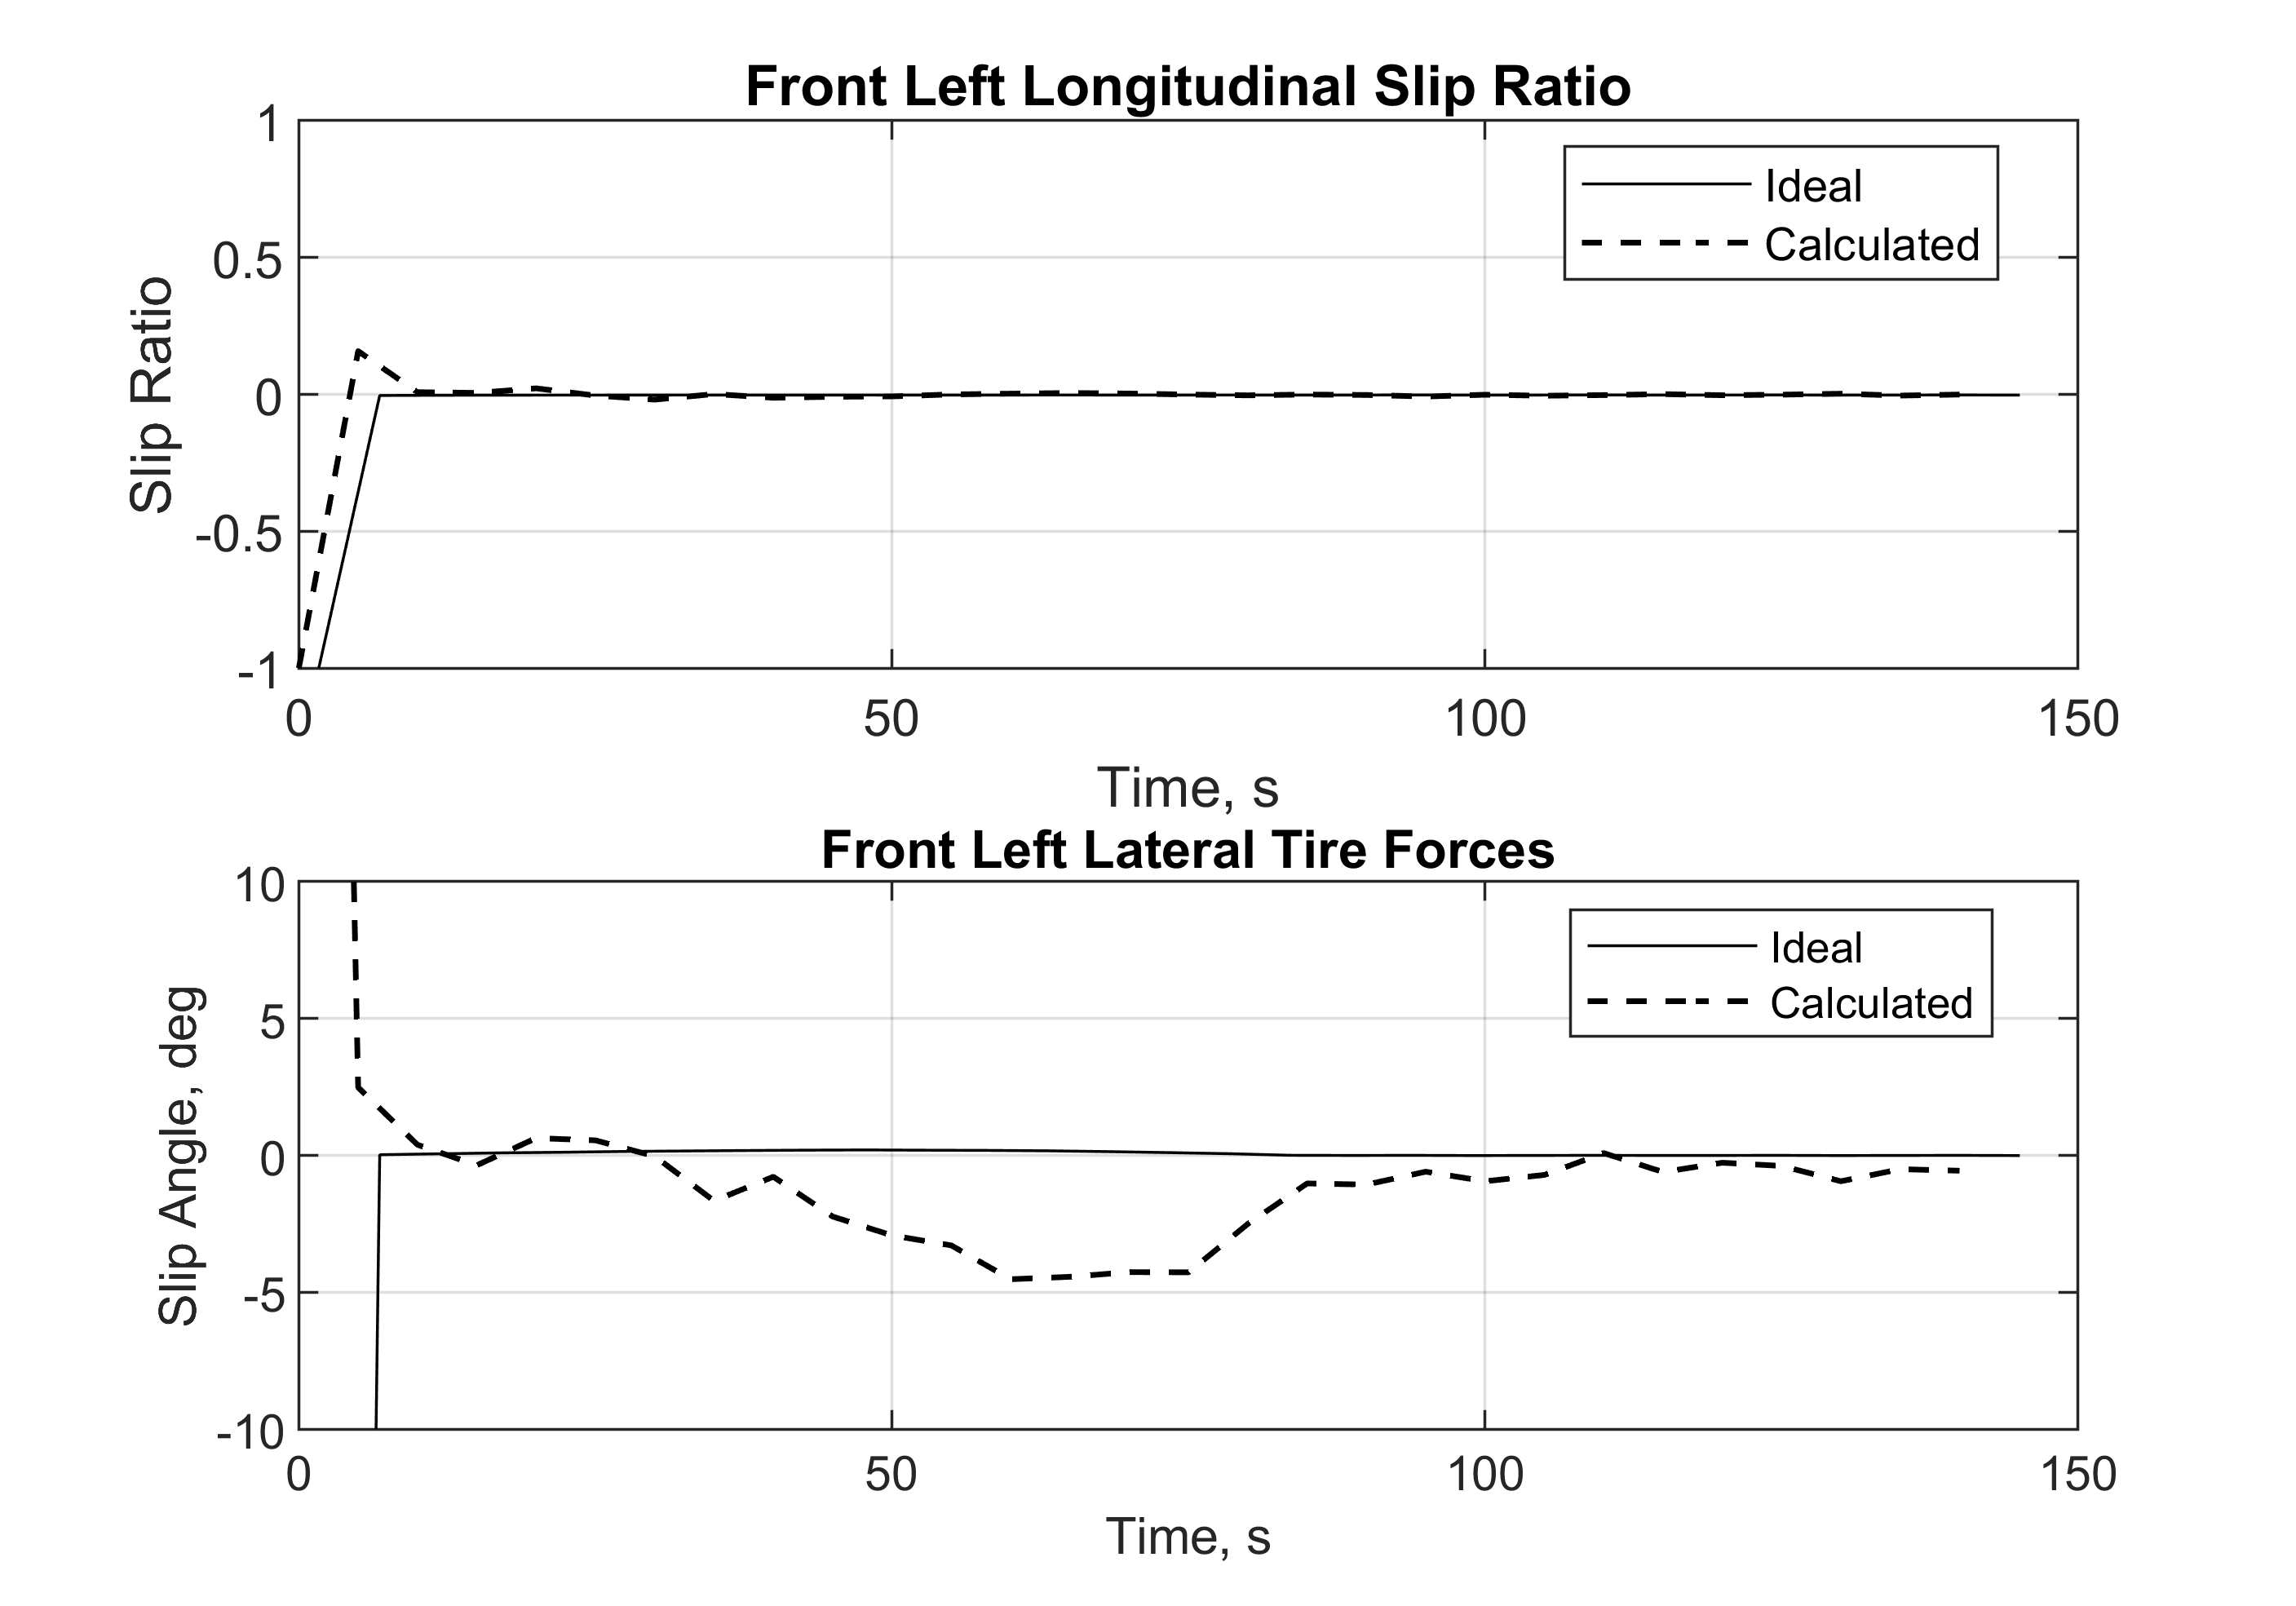 Front Left Longitudinal Slip Ratio
1
0.5
0
-0.5
-1
Slip Ratio
Ideal
Calculated
0 50 100 150
Time, s
Front Left Lateral Tire Forces
10
5
0
-5
-10
Slip Angle, deg
Ideal
Calculated
0 50 100 150
Time, s